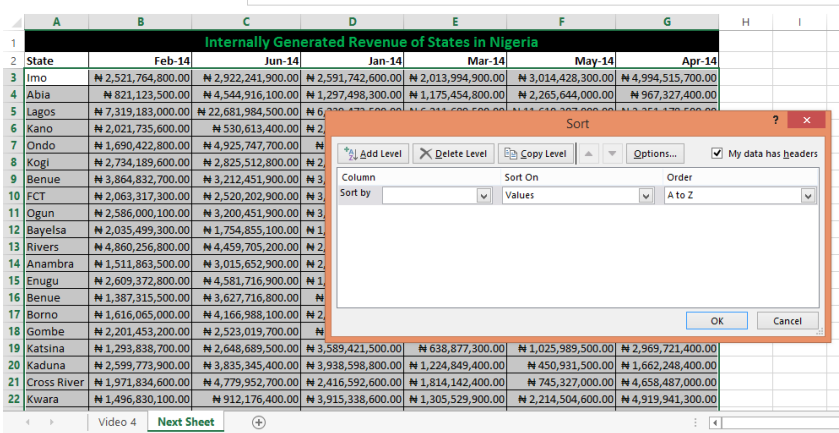 A B C D E F G H I
1 Internally Generated Revenue of States in Nigeria
2 State Feb-14 Jun-14 Jan-14 Mar-14 May-14 Apr-14
3 Imo ₦ 2,521,764,800.00 ₦ 2,922,241,900.00 ₦ 2,591,742,600.00 ₦ 2,013,994,900.00 ₦ 3,014,428,300.00 ₦ 4,994,515,700.00
4 Abia ₦ 821,123,500.00 ₦ 4,544,916,100.00 ₦ 1,297,498,300.00 ₦ 1,175,454,800.00 ₦ 2,265,644,000.00 ₦ 967,327,400.00
5 Lagos ₦ 7,319,183,000.00 ₦ 22,681,984,500.00 ₦ 6,
6 Kano ₦ 2,021,735,600.00 ₦ 530,613,400.00 ₦ 2,
7 Ondo ₦ 1,690,422,800.00 ₦ 4,925,747,700.00 ₦
8 Kogi ₦ 2,734,189,600.00 ₦ 2,825,512,800.00 ₦ 2,
9 Benue ₦ 3,864,832,700.00 ₦ 3,212,451,900.00 ₦ 3,
10 FCT ₦ 2,063,317,300.00 ₦ 2,520,202,900.00 ₦ 3,
11 Ogun ₦ 2,586,000,100.00 ₦ 3,200,451,900.00 ₦ 3,
12 Bayelsa ₦ 2,035,499,300.00 ₦ 1,754,855,100.00 ₦ 1,
13 Rivers ₦ 4,860,256,800.00 ₦ 4,459,705,200.00 ₦ 2,
14 Anambra ₦ 1,511,863,500.00 ₦ 3,015,652,900.00 ₦ 2,
15 Enugu ₦ 2,609,372,800.00 ₦ 4,581,716,900.00 ₦ 1,
16 Benue ₦ 1,387,315,500.00 ₦ 3,627,716,800.00 ₦
17 Borno ₦ 1,616,065,000.00 ₦ 4,166,988,100.00 ₦ 2,
18 Gombe ₦ 2,201,453,200.00 ₦ 2,523,019,700.00 ₦
19 Katsina ₦ 1,293,838,700.00 ₦ 2,648,689,500.00 ₦ 3,589,421,500.00 ₦ 638,877,300.00 ₦ 1,025,989,500.00 ₦ 2,969,721,400.00
20 Kaduna ₦ 2,599,773,900.00 ₦ 3,835,345,400.00 ₦ 3,938,598,800.00 ₦ 1,224,849,400.00 ₦ 450,931,500.00 ₦ 1,662,248,400.00
21 Cross River ₦ 1,971,834,600.00 ₦ 4,779,952,700.00 ₦ 2,416,592,600.00 ₦ 1,814,142,400.00 ₦ 745,327,000.00 ₦ 4,658,487,000.00
22 Kwara ₦ 1,496,830,100.00 ₦ 912,176,400.00 ₦ 3,915,338,600.00 ₦ 1,305,529,900.00 ₦ 2,214,504,600.00 ₦ 4,919,941,300.00
Sort ?
Add Level Delete Level Copy Level Options... My data has headers
Column Sort On Order
Sort by Values A to Z
OK Cancel
Video 4 Next Sheet